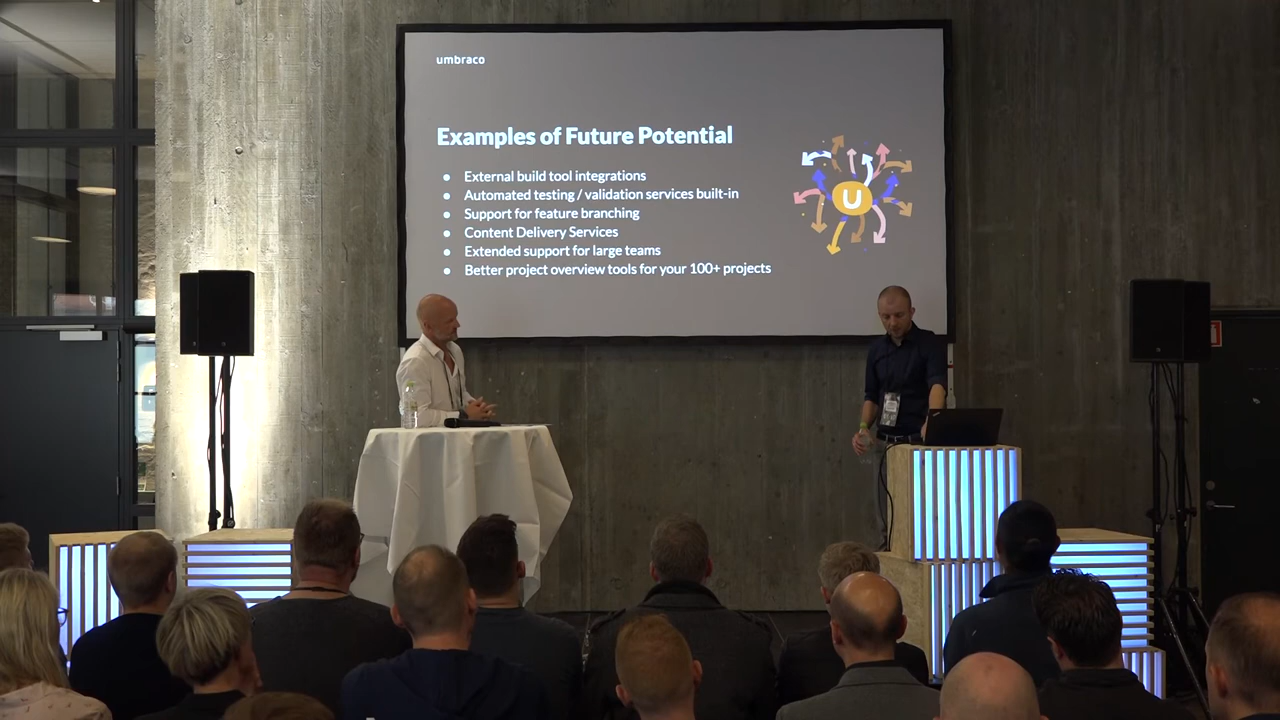 umbraco
Examples of Future Potential
● External build tool integrations
● Automated testing / validation services built-in
● Support for feature branching
● Content Delivery Services
● Extended support for large teams
● Better project overview tools for your 100+ projects
U